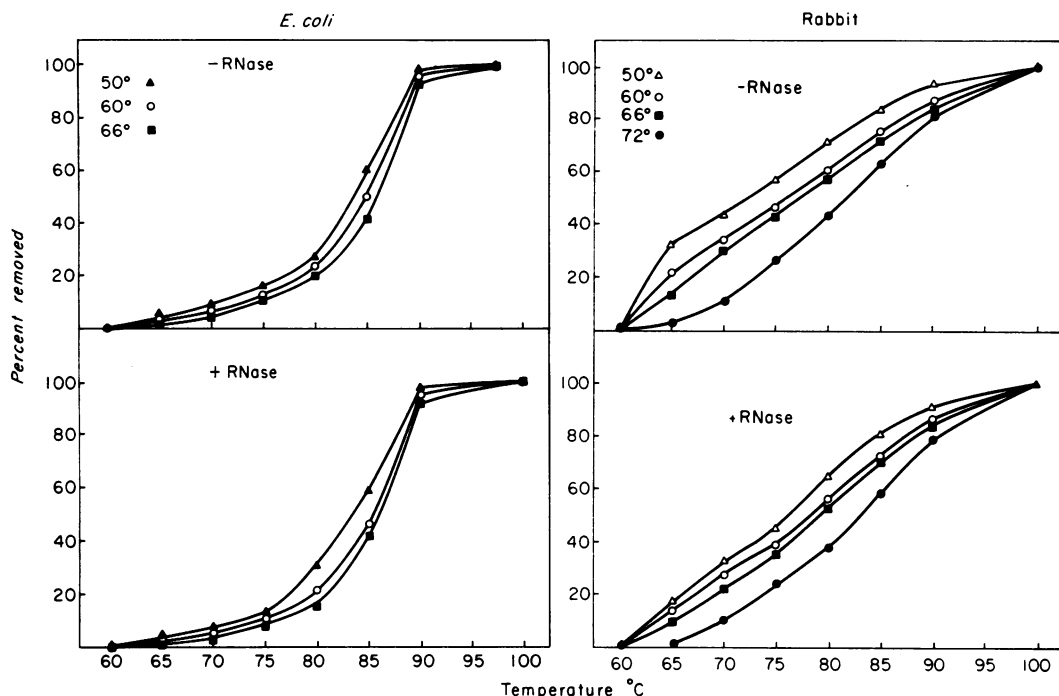 E. coli
Rabbit
−RNase
50° ▲
60° ○
66° ■
100
80
60
40
20
−RNase
50° △
60° ○
66° ■
72° ●
100
80
60
40
20
+ RNase
100
80
60
40
20
60 65 70 75 80 85 90 95 100
+RNase
100
80
60
40
20
60 65 70 75 80 85 90 95 100
Percent removed
Temperature °C